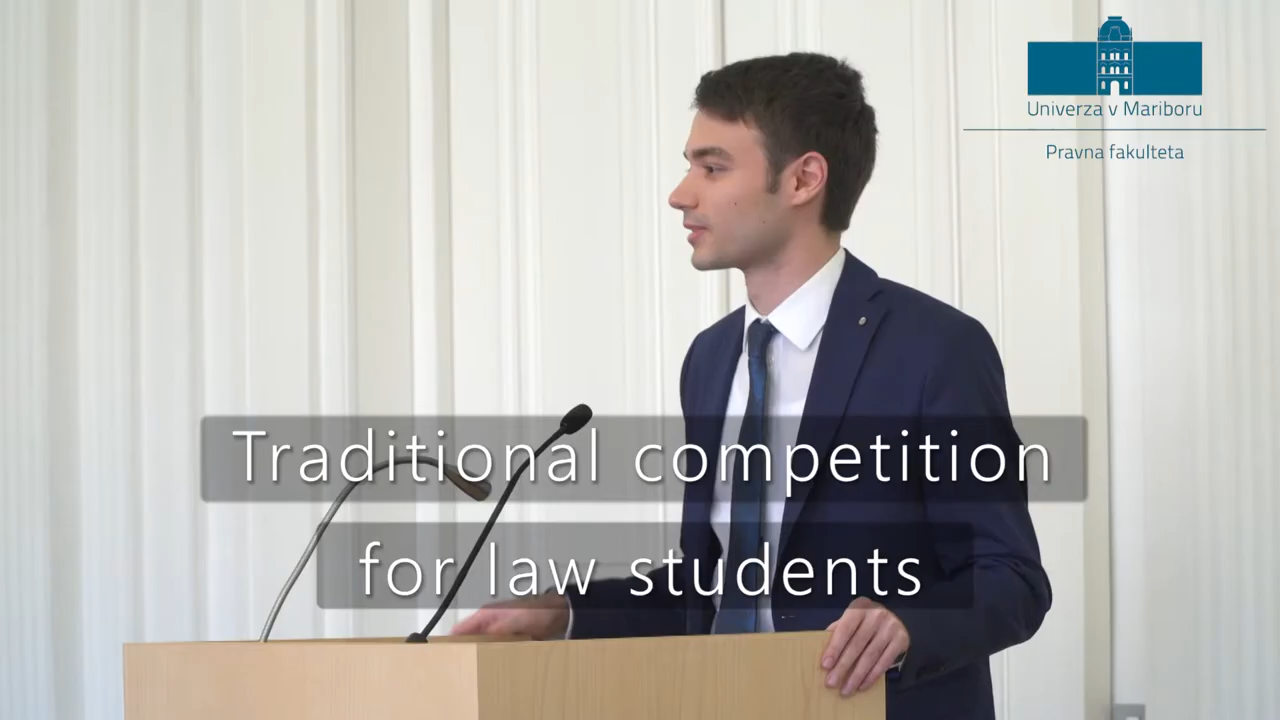 Univerza v Mariboru
Pravna fakulteta
Traditional competition
for law students